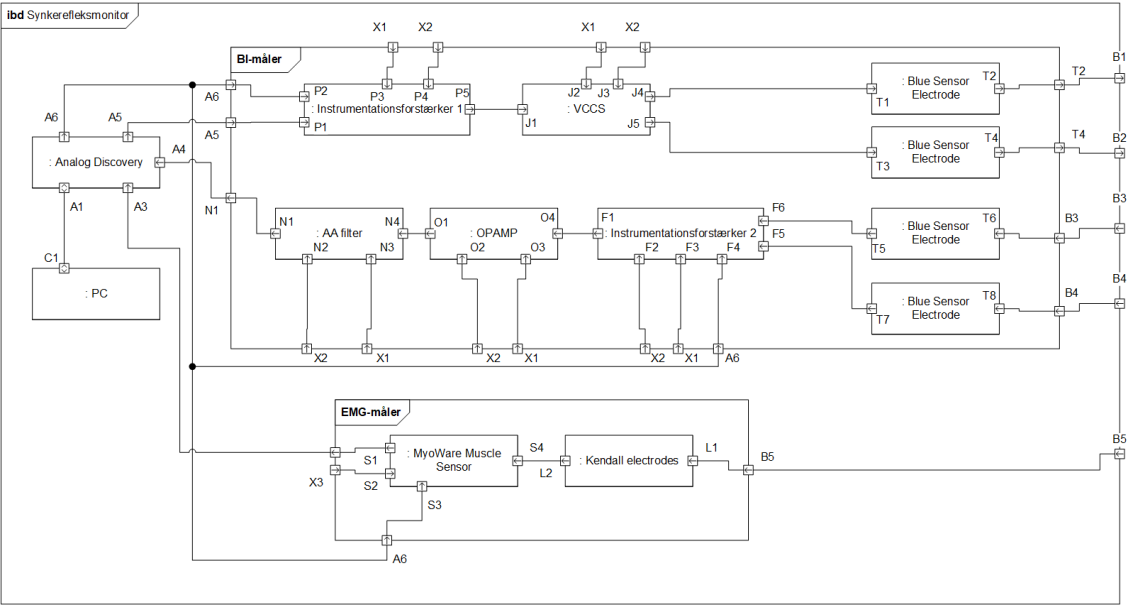 ibd Synkerefleksmonitor
X1
X2
X1
X2
BI-måler
B1
A6
P2
P3
P4
P5
: Instrumentationsforstærker 1
P1
J2
J3
J4
: VCCS
J1
J5
: Blue Sensor
Electrode
T2
T1
T2
A6
A5
A5
A4
: Analog Discovery
: Blue Sensor
Electrode
T4
T3
T4
B2
A1
A3
N1
N1
N4
: AA filter
N2
N3
O1
O4
: OPAMP
O2
O3
F1
: Instrumentationsforstærker 2
F2
F3
F4
F6
F5
: Blue Sensor
Electrode
T6
T5
B3
B3
C1
: PC
: Blue Sensor
Electrode
T8
T7
B4
B4
X2
X1
X2
X1
X2
X1
A6
EMG-måler
: MyoWare Muscle
Sensor
S1
S2
S3
S4
L2
: Kendall electrodes
L1
B5
B5
X3
A6